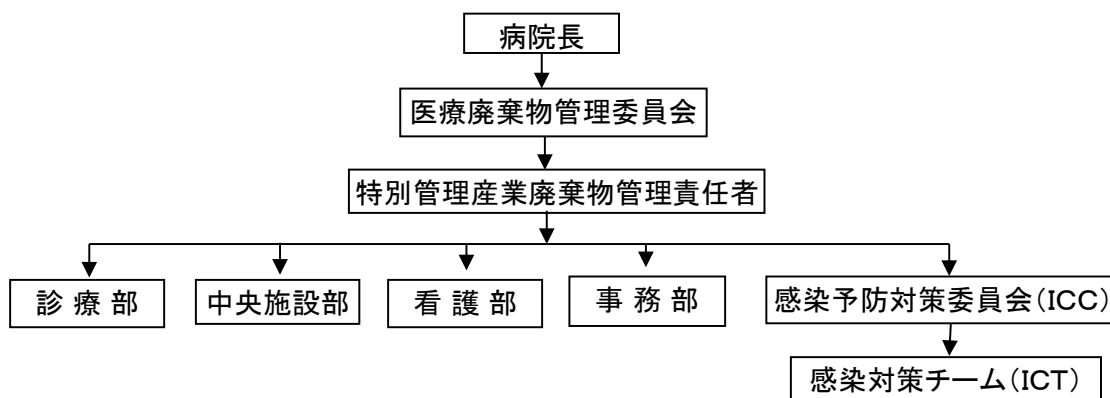 病院長
医療廃棄物管理委員会
特別管理産業廃棄物管理責任者
診 療 部
中央施設部
看 護 部
事 務 部
感染予防対策委員会(ICC)
感染対策チーム(ICT)